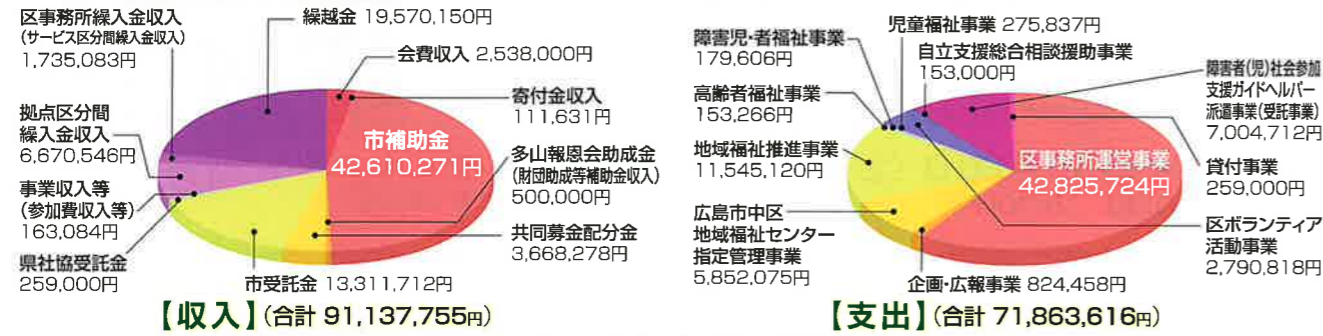 区事務所繰入金収入
(サービス区分間繰入金収入)
1,735,083円
繰越金 19,570,150円
会費収入 2,538,000円
寄付金収入
111,631円
市補助金
42,610,271円
多山報恩会助成金
(財団助成等補助金収入)
500,000円
共同募金配分金
3,668,278円
拠点区分間
繰入金収入
6,670,546円
事業収入等
(参加費収入等)
163,084円
県社協受託金
259,000円
市受託金 13,311,712円
【収入】(合計 91,137,755円)
児童福祉事業 275,837円
障害児・者福祉事業
179,606円
自立支援総合相談援助事業
153,000円
高齢者福祉事業
153,266円
地域福祉推進事業
11,545,120円
広島市中区
地域福祉センター
指定管理事業
5,852,075円
障害者(児)社会参加
支援ガイドヘルパー
派遣事業(受託事業)
7,004,712円
区事務所運営事業
42,825,724円
貸付事業
259,000円
区ボランティア
活動事業
2,790,818円
企画・広報事業 824,458円
【支出】(合計 71,863,616円)